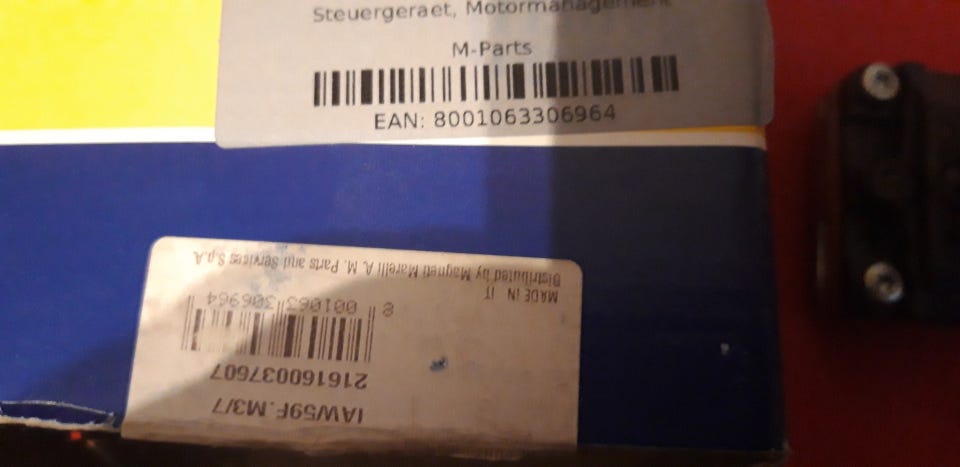 Steuergeraet, Motormanagement
M-Parts
EAN: 8001063306964
IAW59F.M3/7
216160037607
8 001063 306964
MADE IN IT
Distributed by Magneti Marelli A. M. Parts and Services S.p.A.